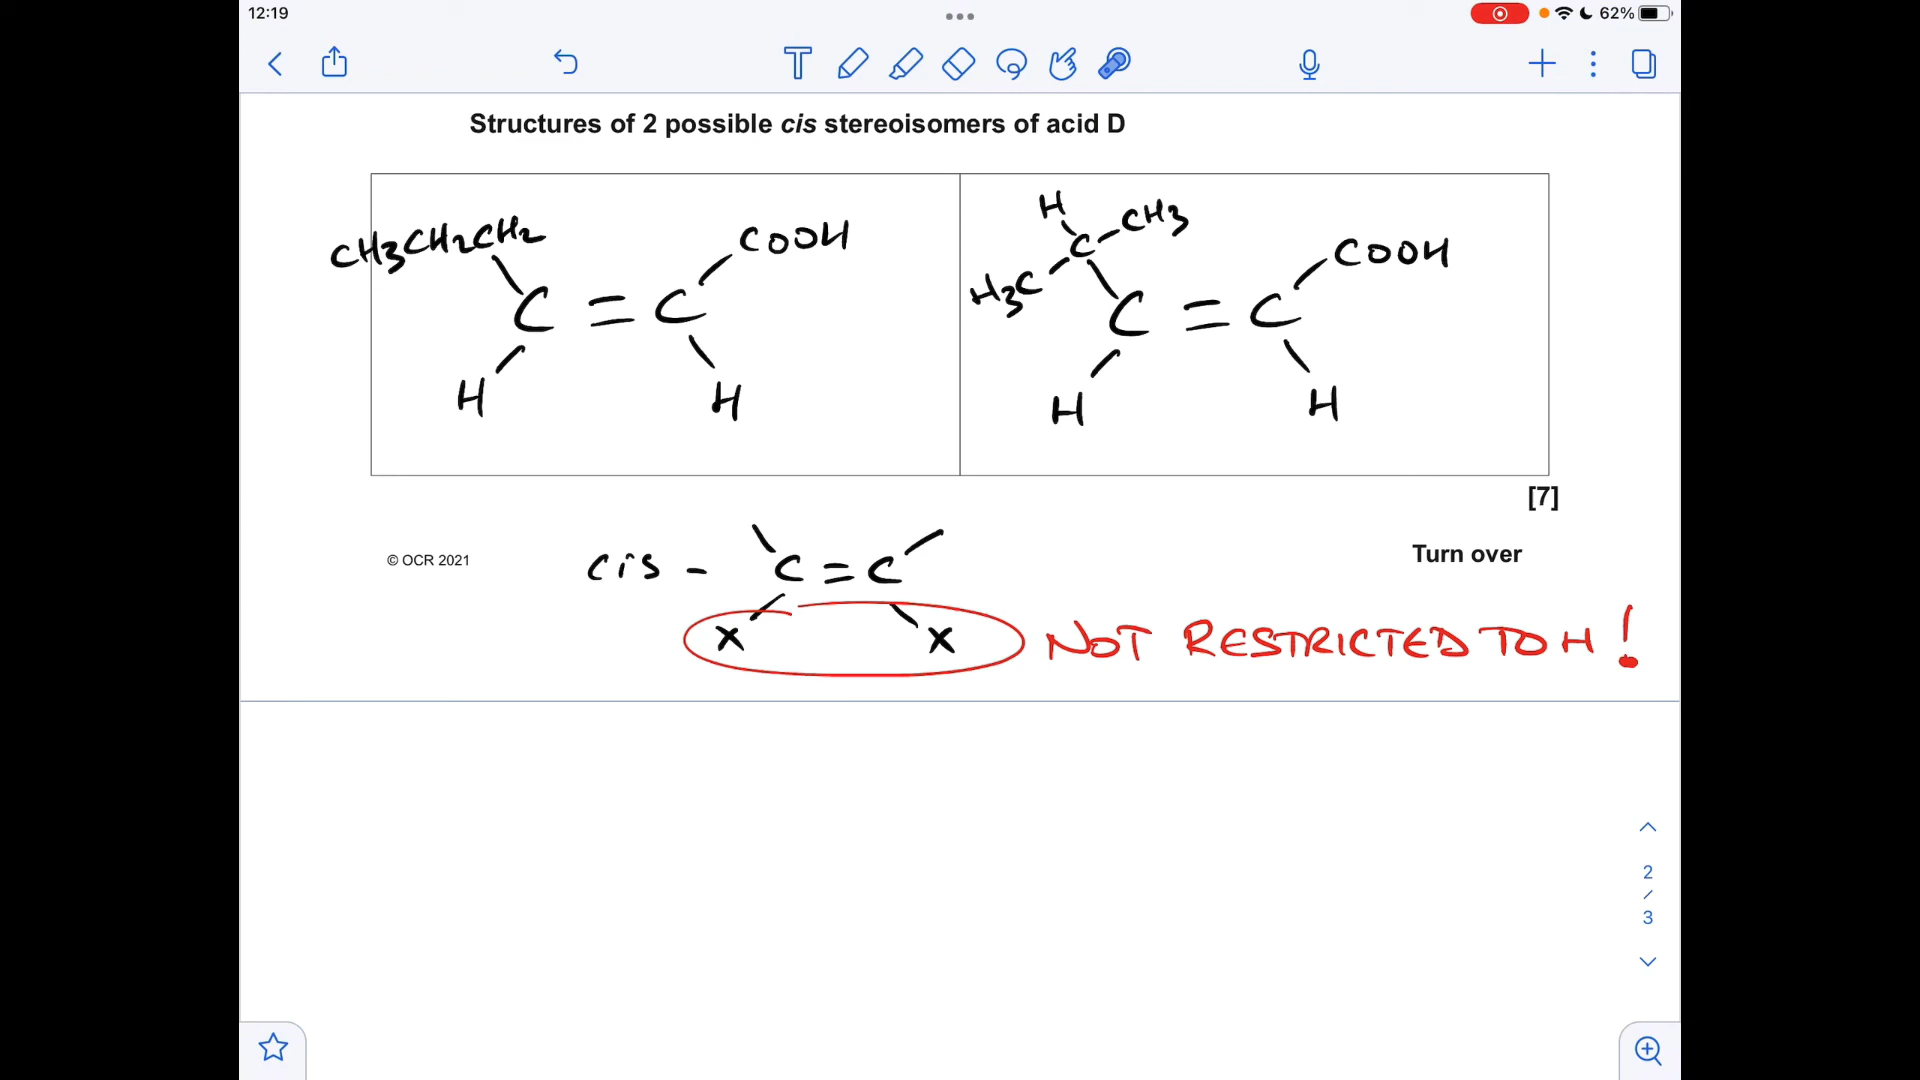 12:19
62%
T
Structures of 2 possible cis stereoisomers of acid D
CH3CH2CH2
COOH
C = C
H
H
H
CH3
C
H3C
COOH
C = C
H
H
[7]
© OCR 2021
cis - C = C
Turn over
X
X
NOT RESTRICTED TO H !
2
/
3